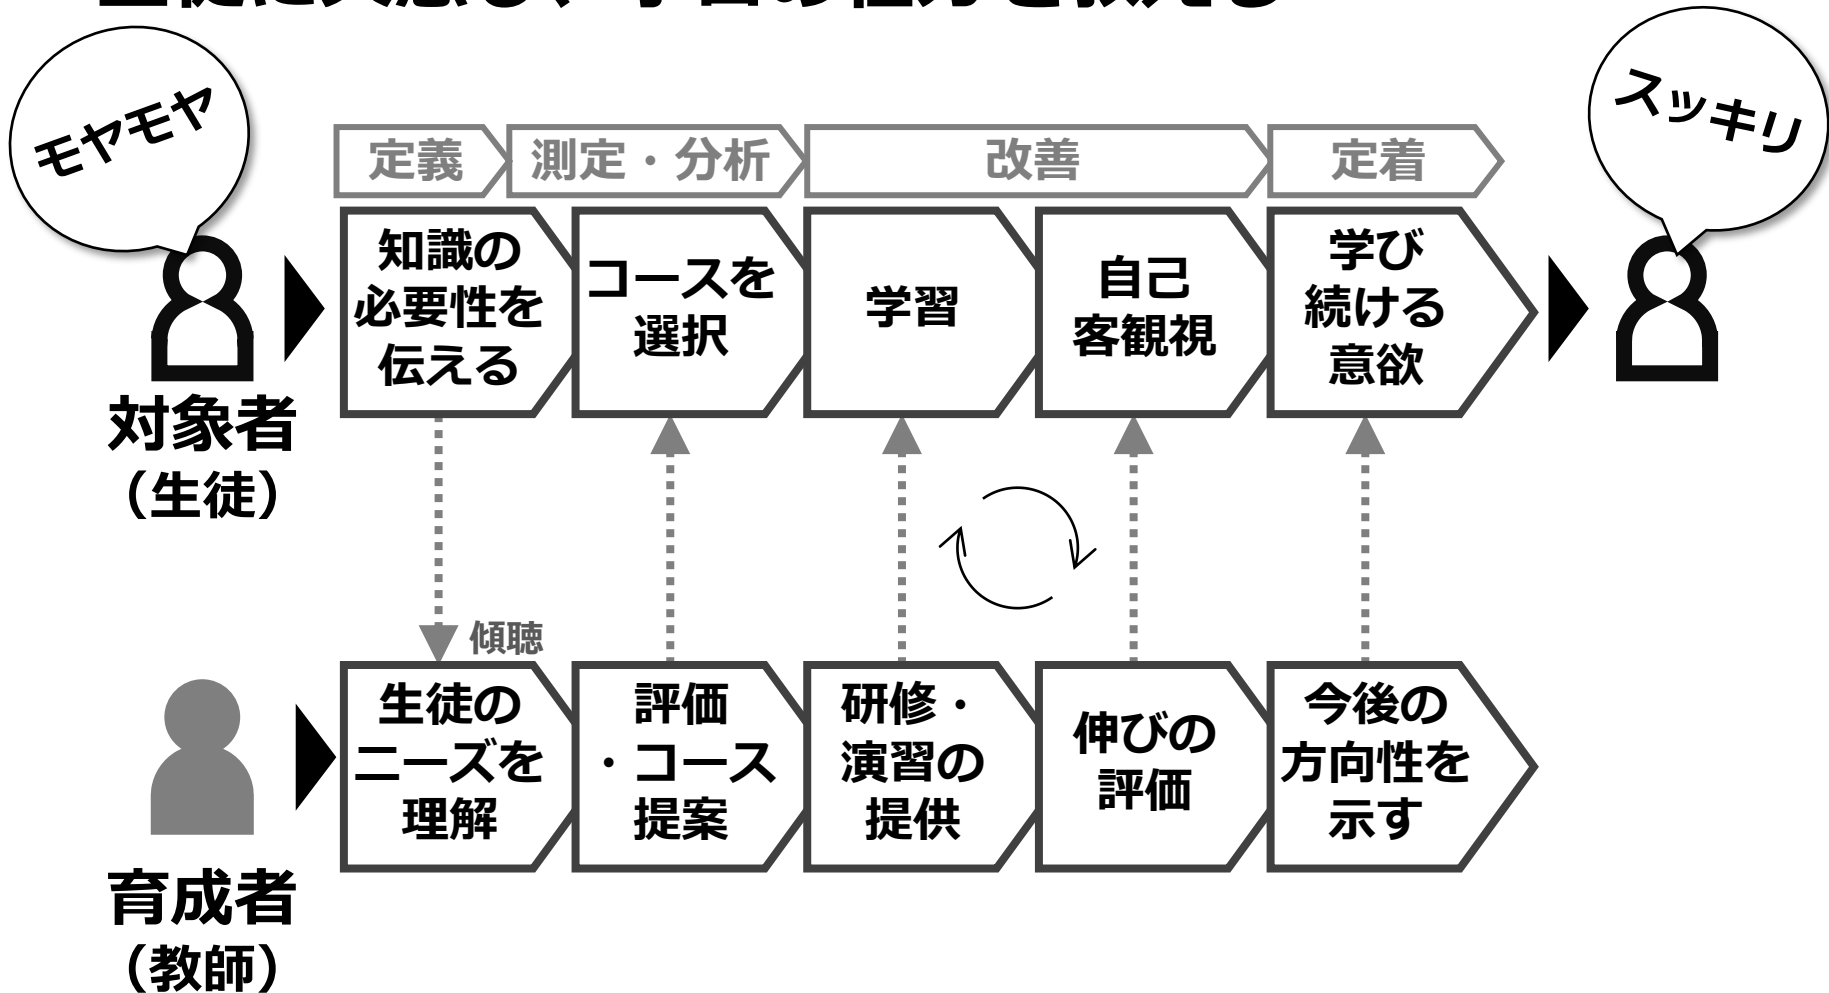 モヤモヤ
スッキリ
定義
測定・分析
改善
定着
知識の
必要性を
伝える
コースを
選択
学習
自己
客観視
学び
続ける
意欲
対象者
（生徒）
傾聴
生徒の
ニーズを
理解
評価
・コース
提案
研修・
演習の
提供
伸びの
評価
今後の
方向性を
示す
育成者
（教師）